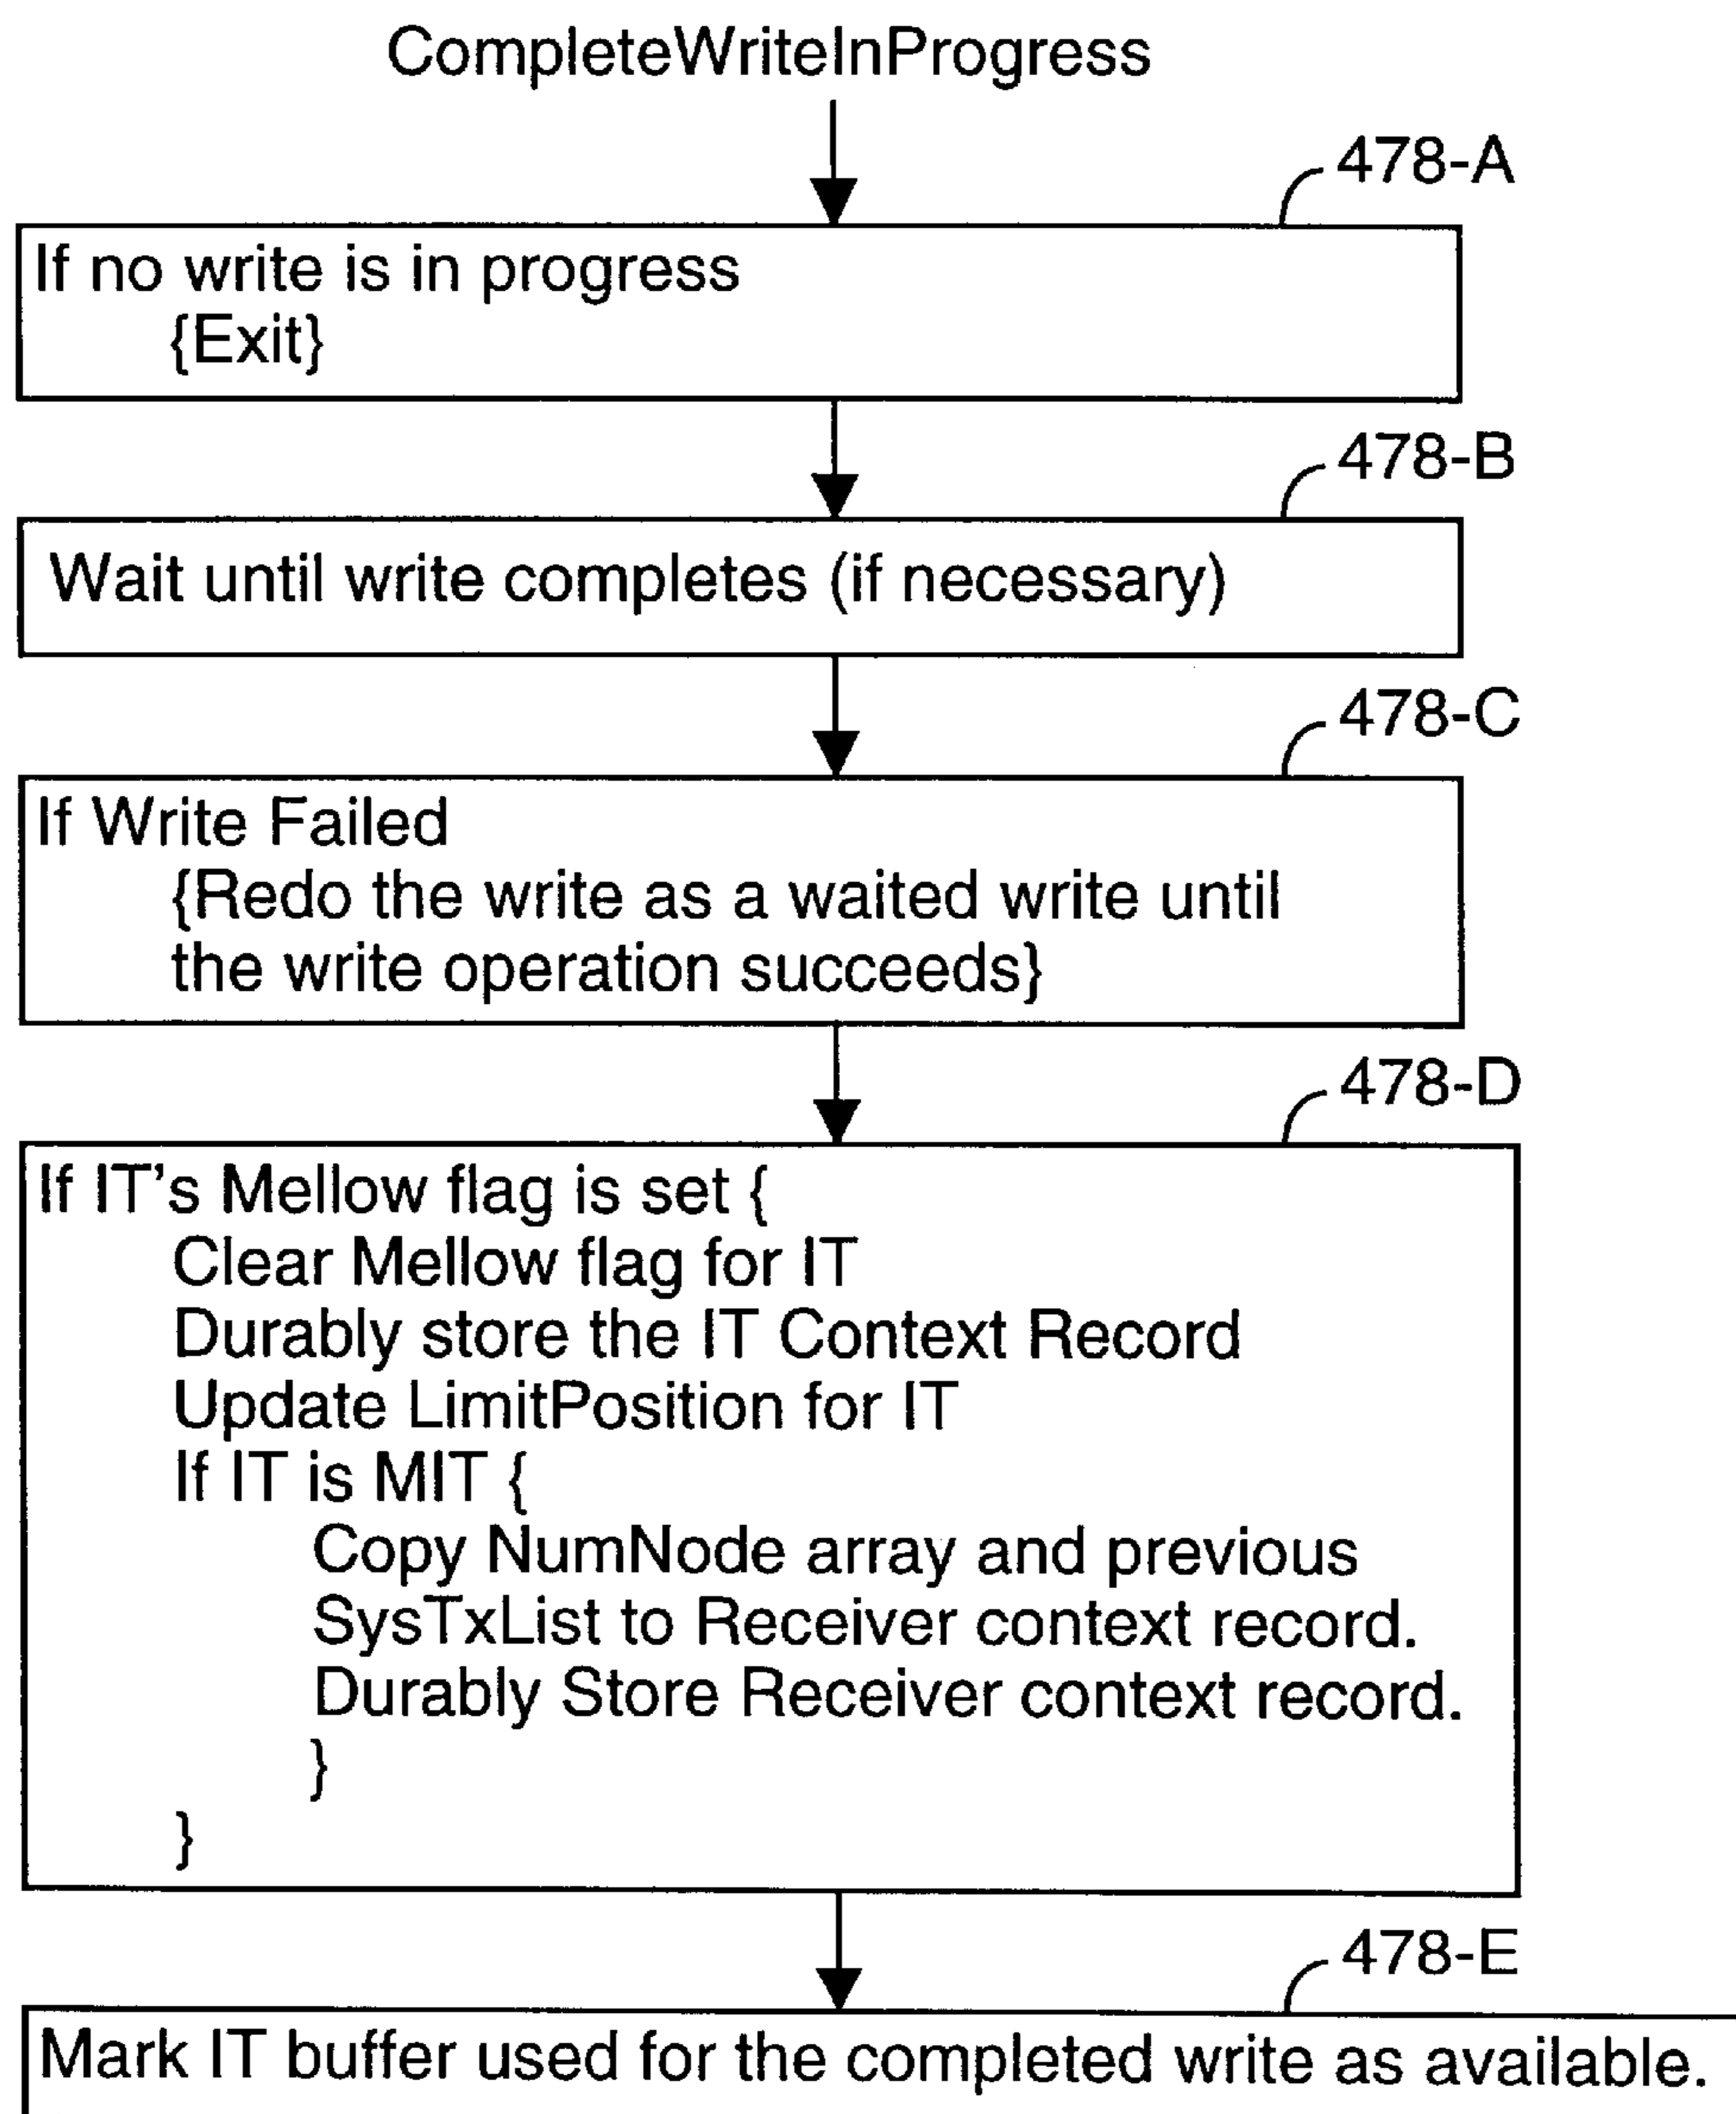 CompleteWriteInProgress
478-A
If no write is in progress
{Exit}
478-B
Wait until write completes (if necessary)
478-C
If Write Failed
{Redo the write as a waited write until
the write operation succeeds}
478-D
If IT's Mellow flag is set {
Clear Mellow flag for IT
Durably store the IT Context Record
Update LimitPosition for IT
If IT is MIT {
Copy NumNode array and previous
SysTxList to Receiver context record.
Durably Store Receiver context record.
}
}
478-E
Mark IT buffer used for the completed write as available.